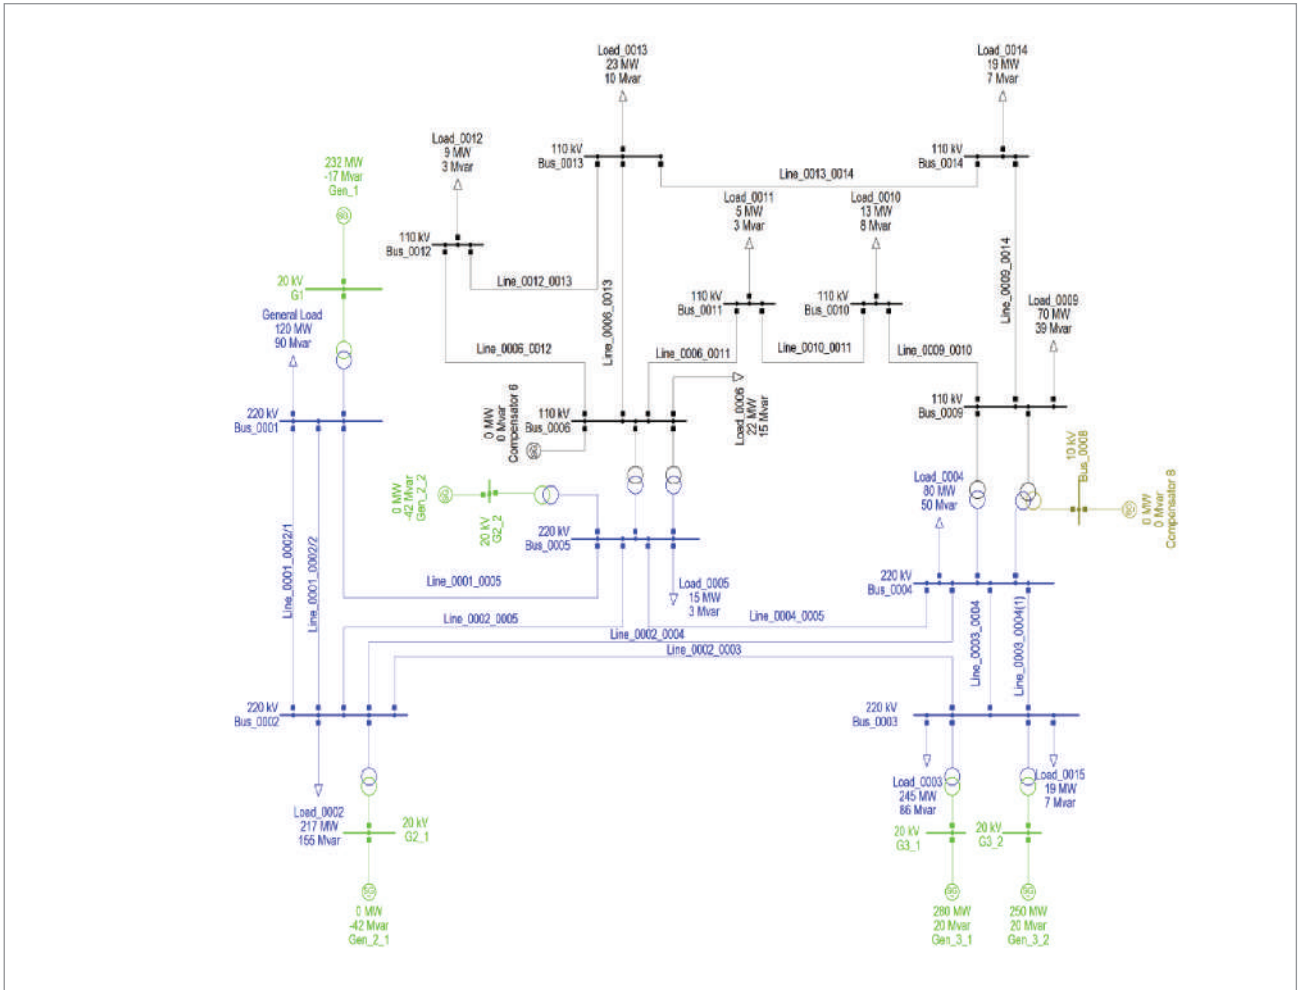 Load_0013
23 MW
10 Mvar
Load_0014
19 MW
7 Mvar
Load_0012
9 MW
3 Mvar
110 kV
Bus_0013
110 kV
Bus_0014
232 MW
-17 Mvar
Gen_1
SG
Line_0013_0014
Load_0011
5 MW
3 Mvar
Load_0010
13 MW
8 Mvar
110 kV
Bus_0012
20 kV
G1
Line_0012_0013
Line_0006_0013
110 kV
Bus_0011
110 kV
Bus_0010
Line_0009_0014
Load_0009
70 MW
39 Mvar
General Load
120 MW
90 Mvar
Line_0006_0012
Line_0006_0011
Line_0010_0011
Line_0009_0010
220 kV
Bus_0001
0 MW
0 Mvar
Compensator 6
SG
110 kV
Bus_0006
Load_0006
22 MW
15 Mvar
110 kV
Bus_0009
0 MW
-42 Mvar
Gen_2_2
SG
20 kV
G2_2
Load_0004
80 MW
50 Mvar
10 kV
Bus_0008
SG
0 MW
0 Mvar
Compensator 8
220 kV
Bus_0005
Line_0001_0002/1
Line_0001_0002/2
Line_0001_0005
Load_0005
15 MW
3 Mvar
220 kV
Bus_0004
Line_0002_0005
Line_0004_0005
Line_0002_0004
Line_0002_0003
Line_0003_0004
Line_0003_0004(1)
220 kV
Bus_0002
220 kV
Bus_0003
Load_0002
217 MW
155 Mvar
20 kV
G2_1
Load_0003
245 MW
86 Mvar
Load_0015
19 MW
7 Mvar
20 kV
G3_1
20 kV
G3_2
SG
0 MW
-42 Mvar
Gen_2_1
SG
280 MW
20 Mvar
Gen_3_1
SG
250 MW
20 Mvar
Gen_3_2